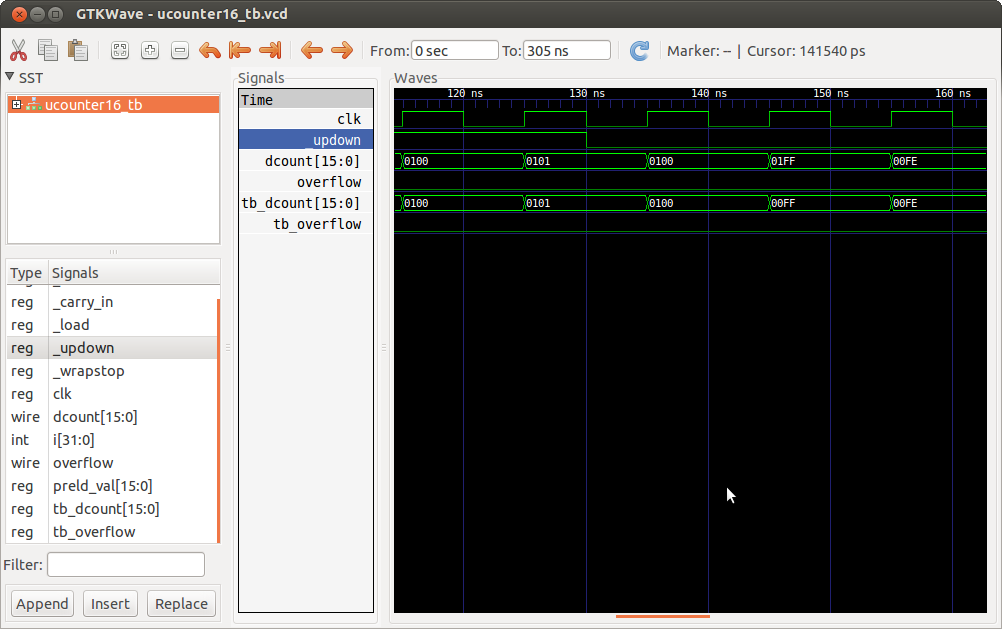 GTKWave - ucounter16_tb.vcd
From: 0 sec To: 305 ns Marker: -- | Cursor: 141540 ps
SST
ucounter16_tb
Type Signals
reg _carry_in
reg _load
reg _updown
reg _wrapstop
reg clk
wire dcount[15:0]
int i[31:0]
wire overflow
reg preld_val[15:0]
reg tb_dcount[15:0]
reg tb_overflow
Filter:
Append Insert Replace
Signals
Time
clk
_updown
dcount[15:0]
overflow
tb_dcount[15:0]
tb_overflow
Waves
120 ns 130 ns 140 ns 150 ns 160 ns
0100 0101 0100 01FF 00FE
0100 0101 0100 00FF 00FE